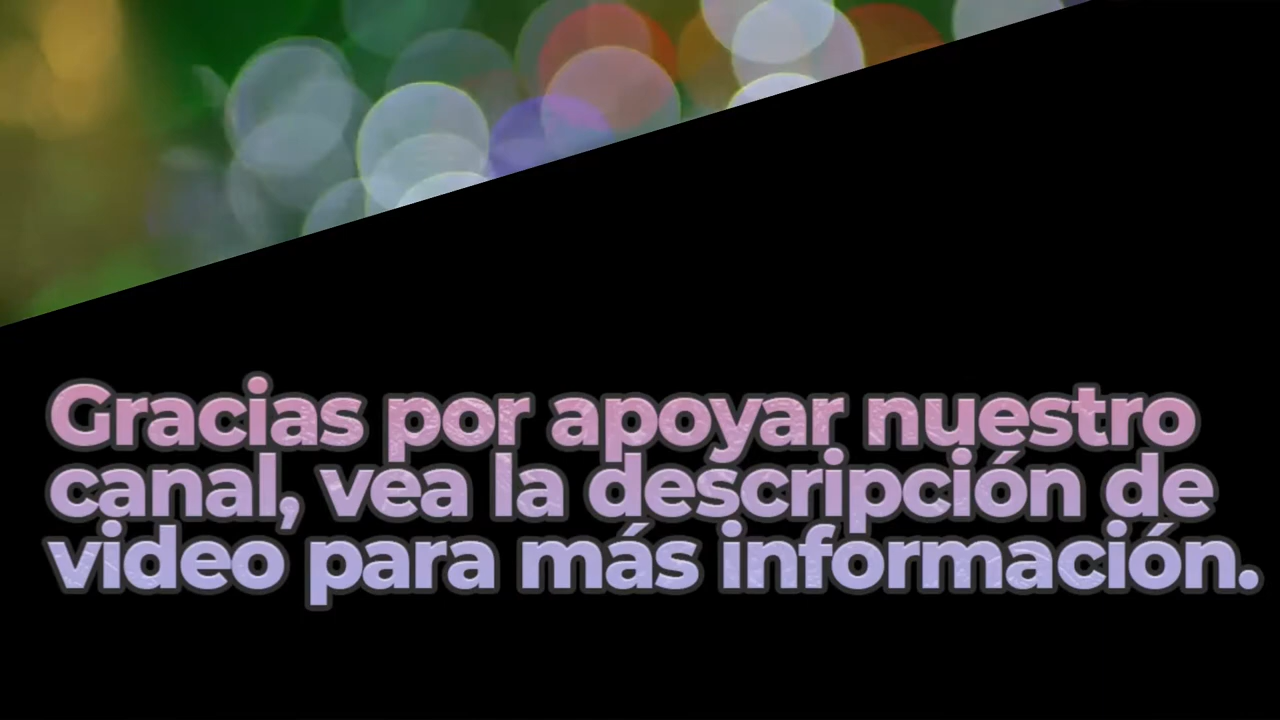 Gracias por apoyar nuestro
canal, vea la descripción de
video para más información.